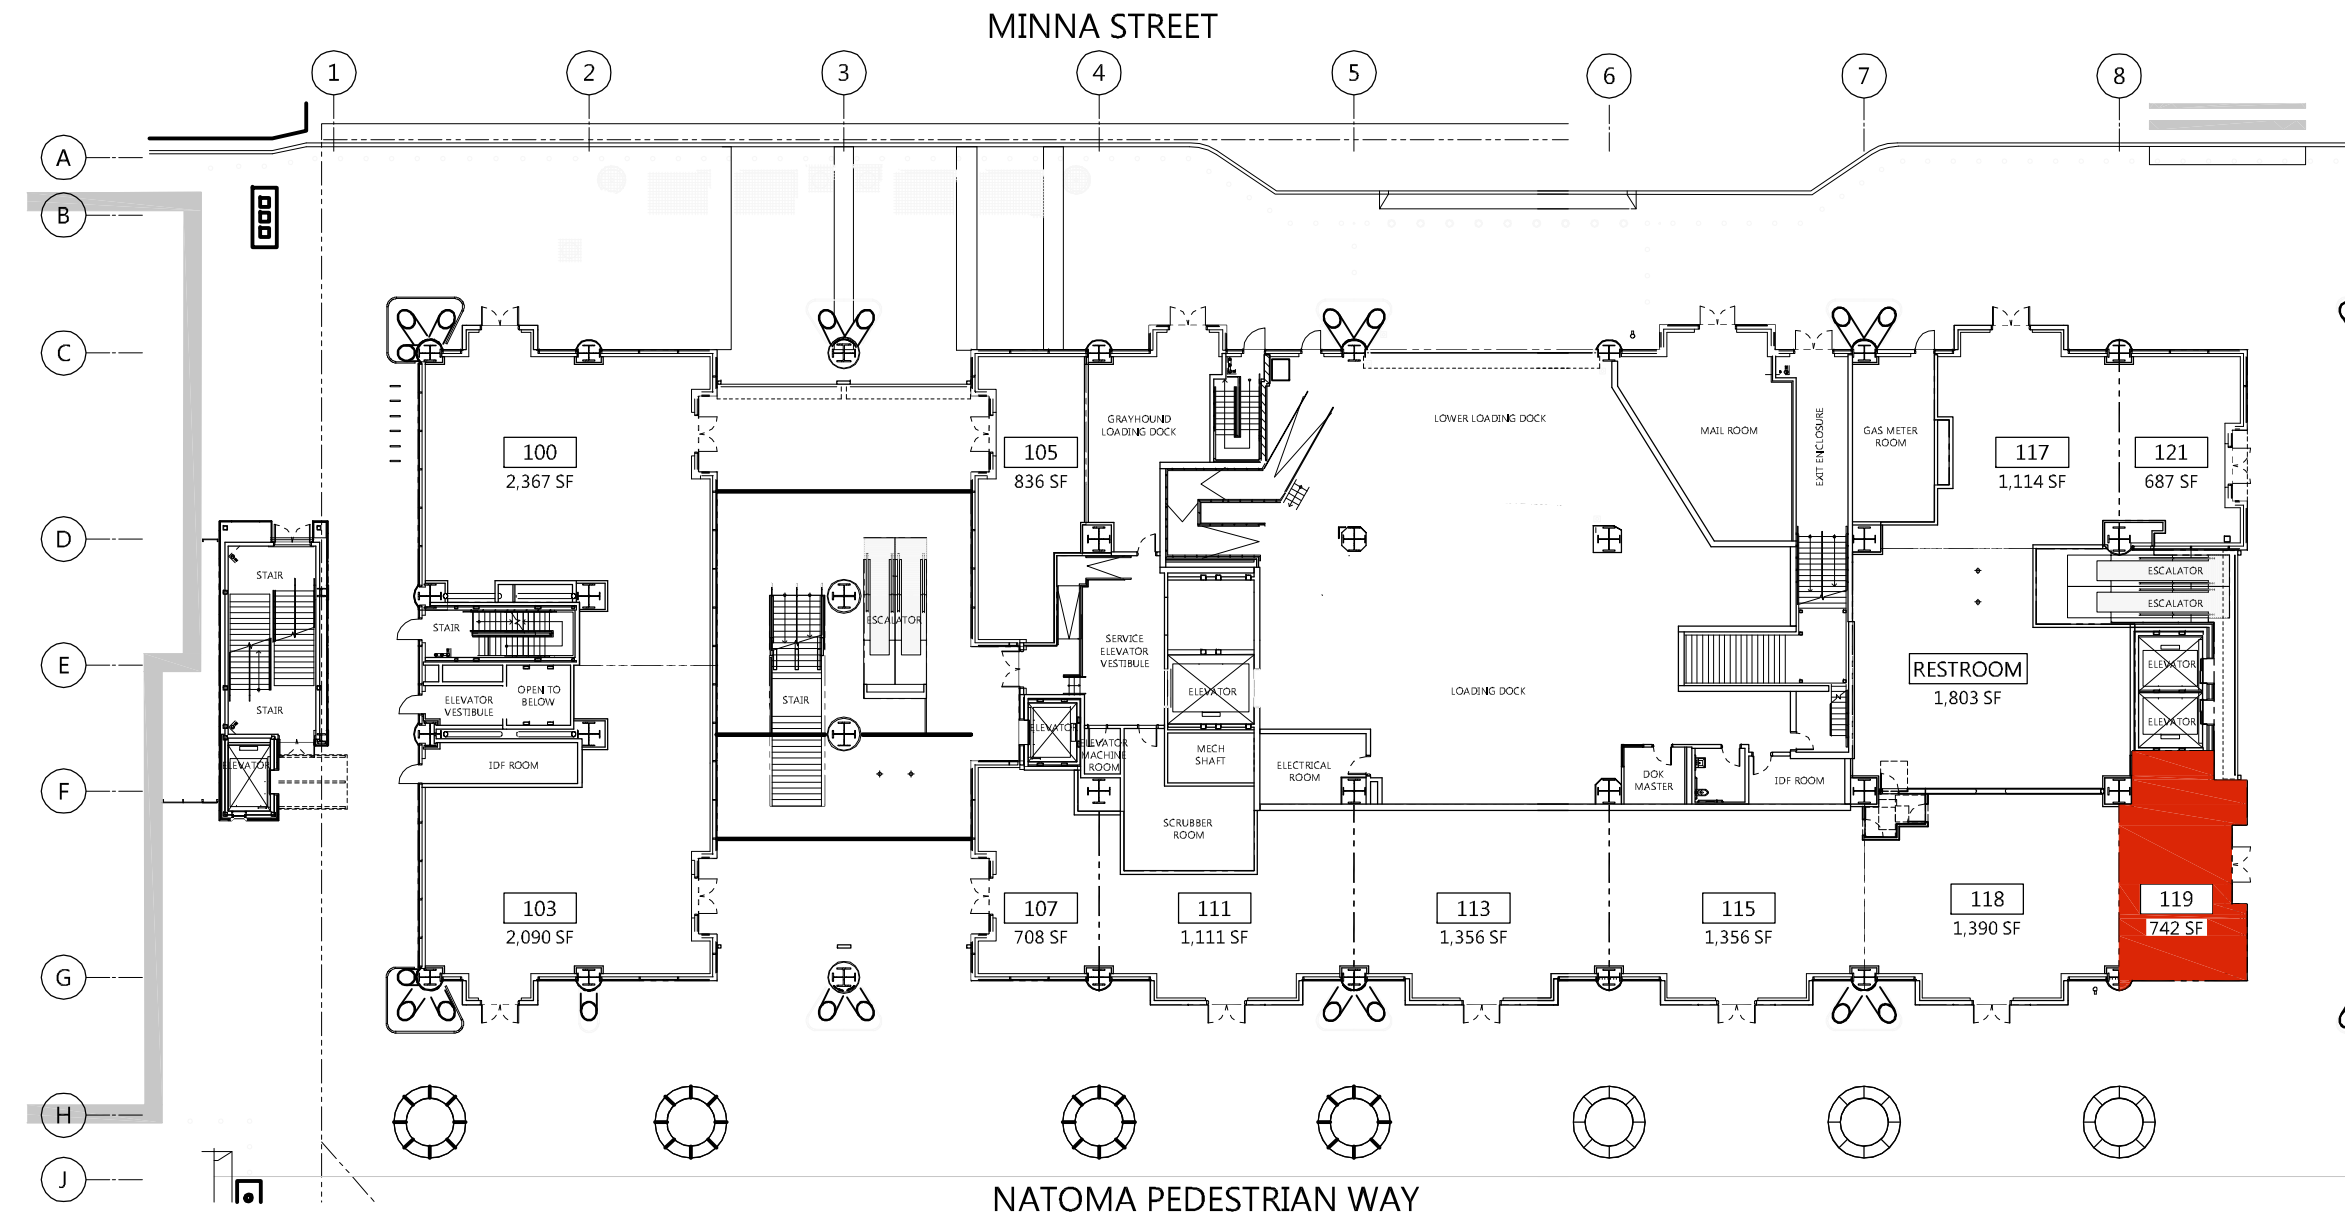 MINNA STREET
1
2
3
4
5
6
7
8
A
B
C
D
E
F
G
H
J
100
2,367 SF
105
836 SF
GRAYHOUND
LOADING DOCK
LOWER LOADING DOCK
MAIL ROOM
EXIT ENCLOSURE
GAS METER
ROOM
117
1,114 SF
121
687 SF
STAIR
STAIR
ELEVATOR
STAIR
ELEVATOR
VESTIBULE
OPEN TO
BELOW
IDF ROOM
ESCALATOR
STAIR
SERVICE
ELEVATOR
VESTIBULE
ELEVATOR
ELEVATOR
ELEVATOR
MACHINE
ROOM
MECH
SHAFT
ELECTRICAL
ROOM
SCRUBBER
ROOM
LOADING DOCK
DOK
MASTER
IDF ROOM
RESTROOM
1,803 SF
ESCALATOR
ESCALATOR
ELEVATOR
ELEVATOR
103
2,090 SF
107
708 SF
111
1,111 SF
113
1,356 SF
115
1,356 SF
118
1,390 SF
119
742 SF
NATOMA PEDESTRIAN WAY